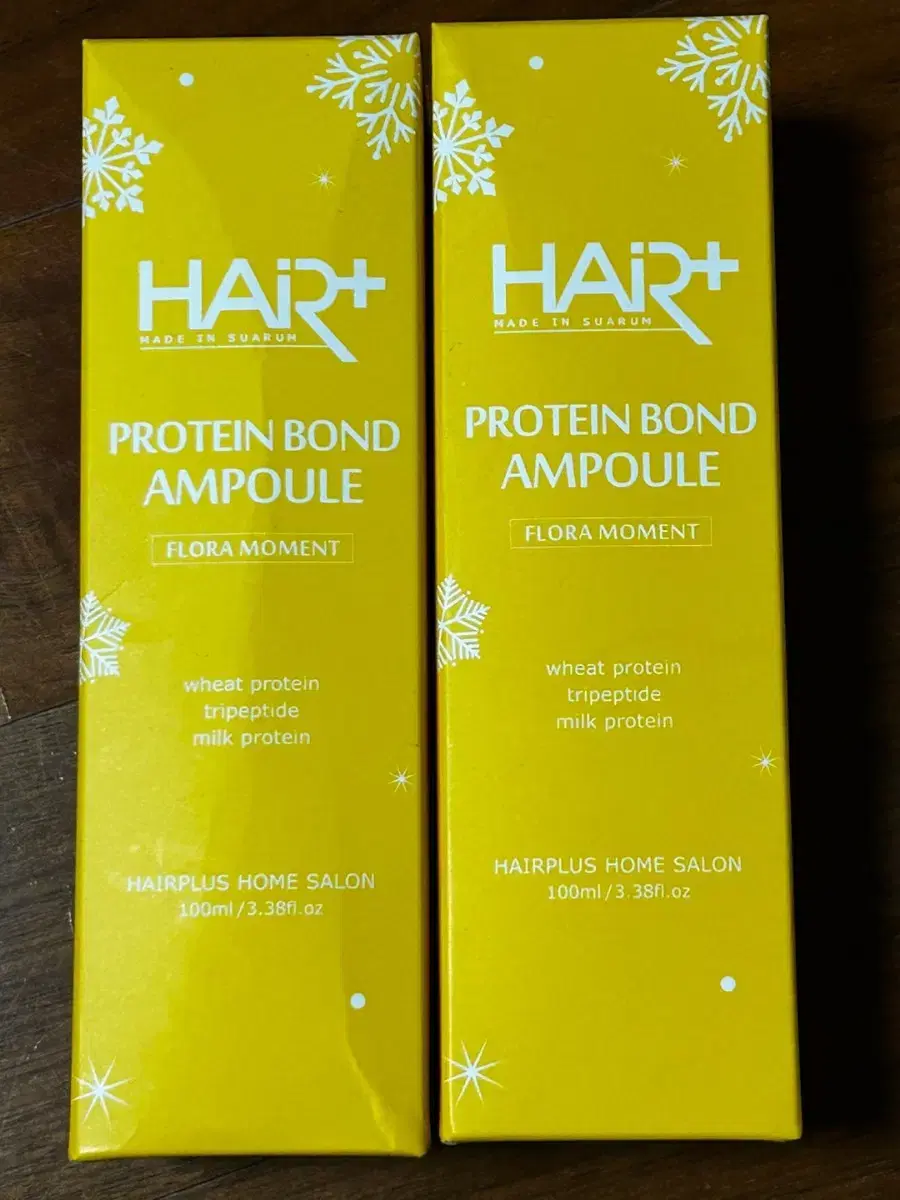 HAiR+
MADE IN SUARUM
PROTEIN BOND
AMPOULE
FLORA MOMENT
wheat protein
tripeptide
milk protein
HAIRPLUS HOME SALON
100ml/3.38fl.oz
HAiR+
MADE IN SUARUM
PROTEIN BOND
AMPOULE
FLORA MOMENT
wheat protein
tripeptide
milk protein
HAIRPLUS HOME SALON
100ml/3.38fl.oz